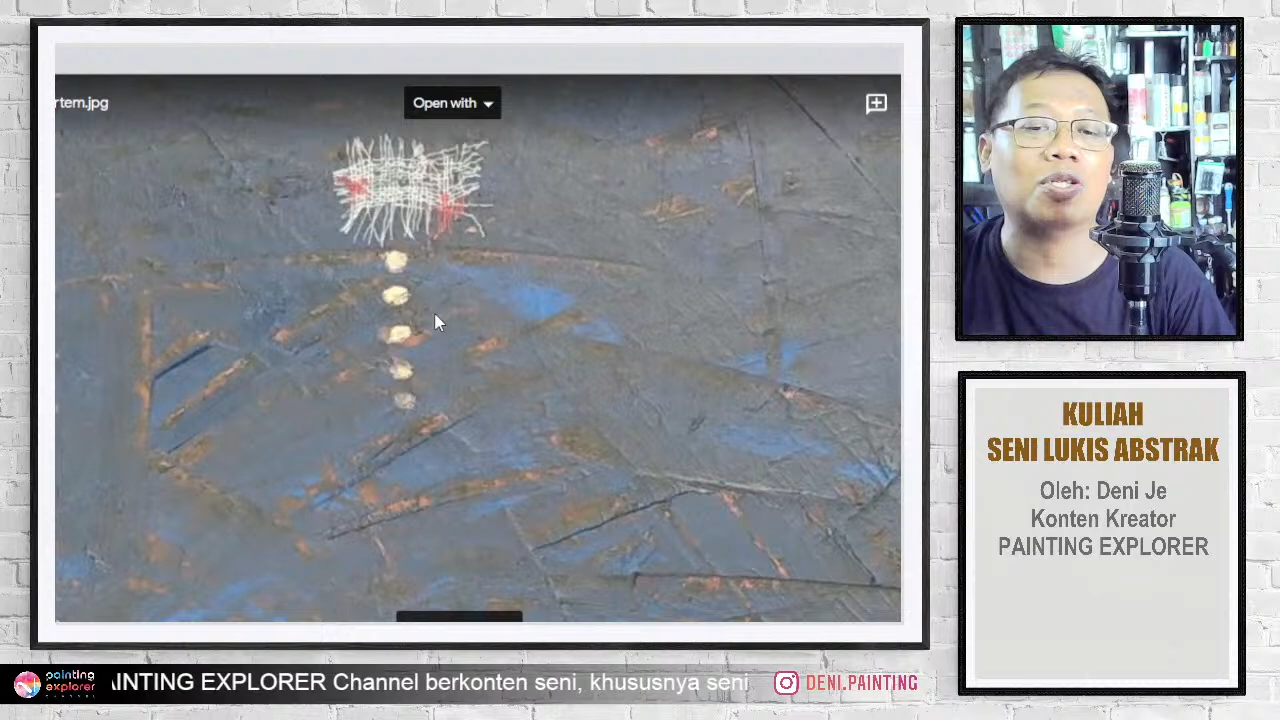 rtem.jpg
Open with
KULIAH
SENI LUKIS ABSTRAK
Oleh: Deni Je
Konten Kreator
PAINTING EXPLORER
painting
explorer
CHANNEL
AINTING EXPLORER Channel berkonten seni, khususnya seni
DENI.PAINTING